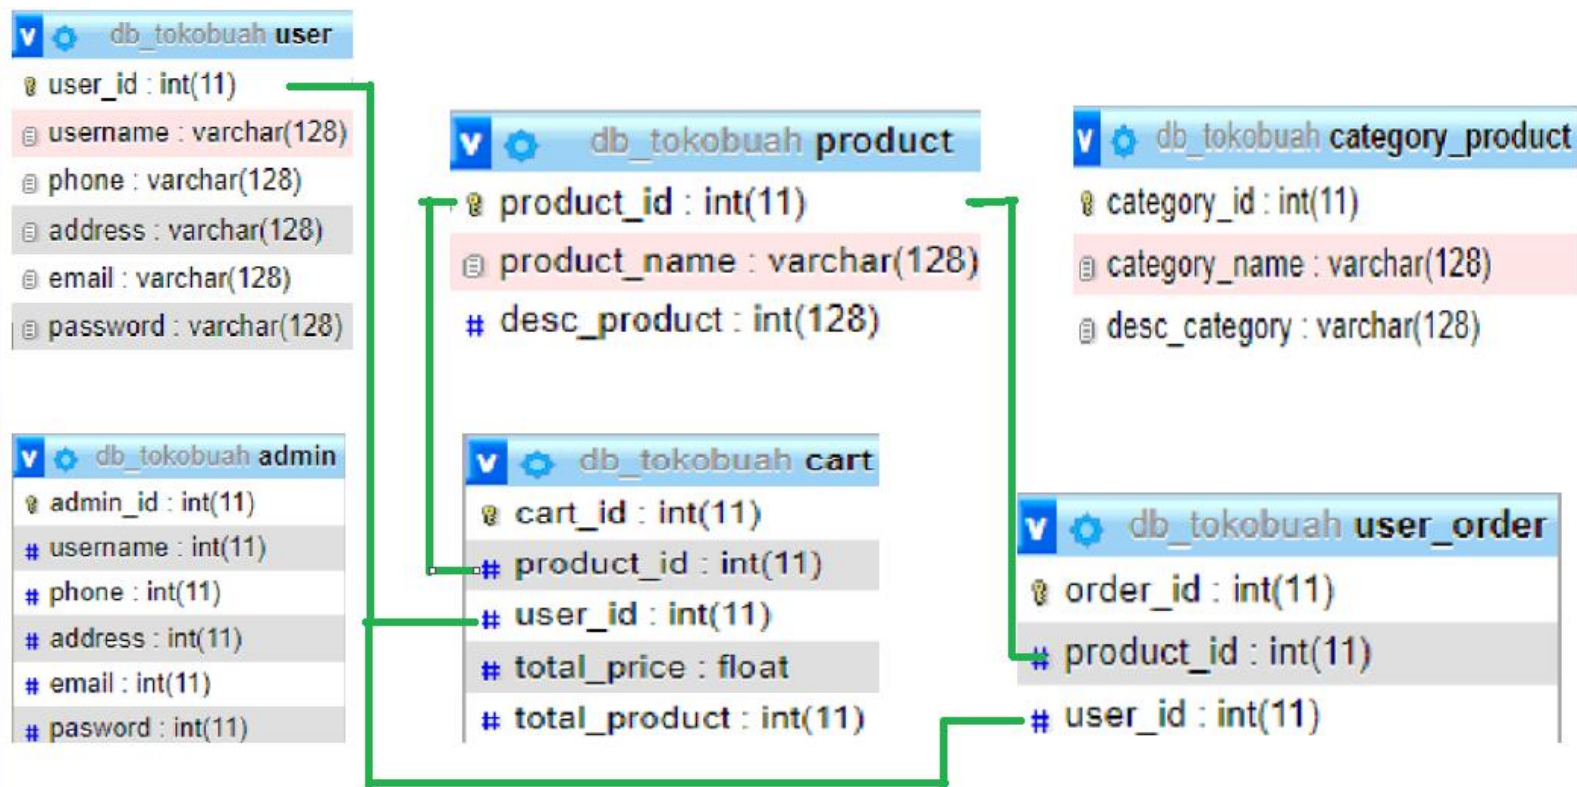 v db_tokobuah user
user_id : int(11)
username : varchar(128)
phone : varchar(128)
address : varchar(128)
email : varchar(128)
password : varchar(128)
v db_tokobuah product
product_id : int(11)
product_name : varchar(128)
# desc_product : int(128)
v db_tokobuah category_product
category_id : int(11)
category_name : varchar(128)
desc_category : varchar(128)
v db_tokobuah admin
admin_id : int(11)
# username : int(11)
# phone : int(11)
# address : int(11)
# email : int(11)
# pasword : int(11)
v db_tokobuah cart
cart_id : int(11)
# product_id : int(11)
# user_id : int(11)
# total_price : float
# total_product : int(11)
v db_tokobuah user_order
order_id : int(11)
# product_id : int(11)
# user_id : int(11)